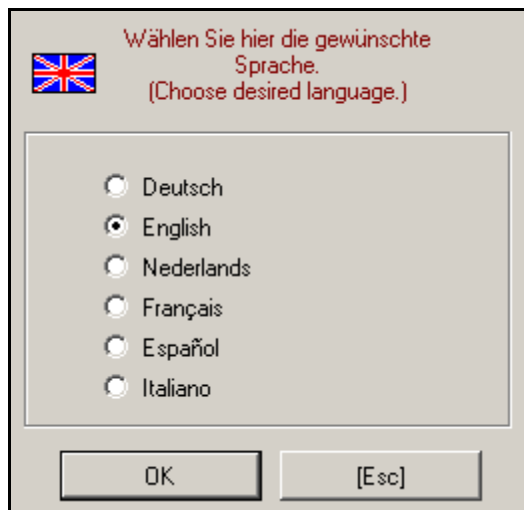 Wählen Sie hier die gewünschte
Sprache.
(Choose desired language.)
Deutsch
English
Nederlands
Français
Español
Italiano
OK
[Esc]